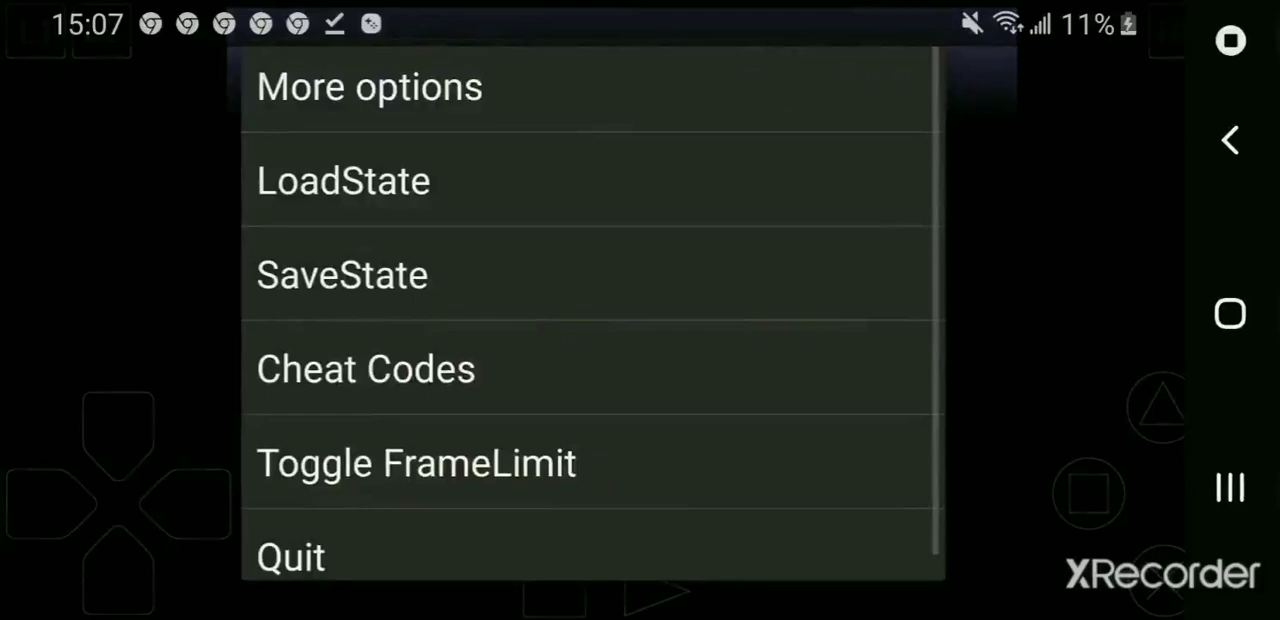 15:07 11%
More options
LoadState
SaveState
Cheat Codes
Toggle FrameLimit
Quit
XRecorder